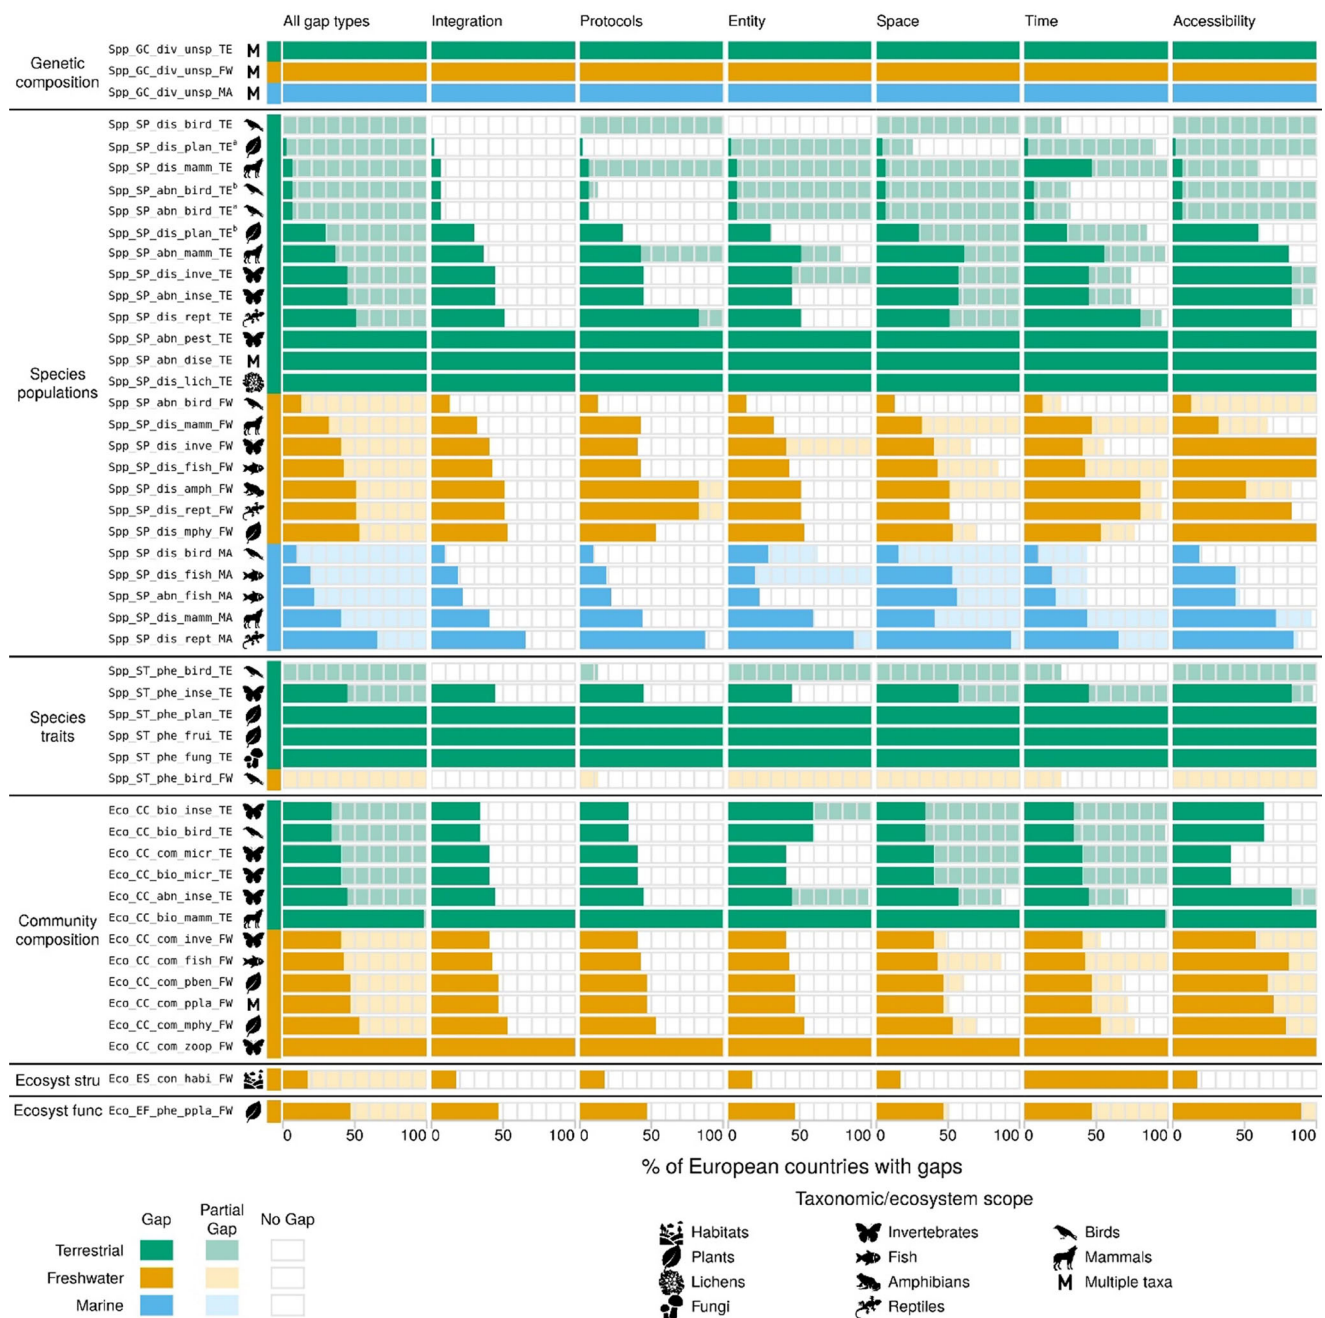 All gap types Integration Protocols Entity Space Time Accessibility
Genetic composition
Spp_GC_div_unsp_TE M
Spp_GC_div_unsp_FW M
Spp_GC_div_unsp_MA M
Species populations
Spp_SP_dis_bird_TE
Spp_SP_dis_plan_TEᵃ
Spp_SP_dis_mamm_TE
Spp_SP_abn_bird_TEᵇ
Spp_SP_abn_bird_TEᵃ
Spp_SP_dis_plan_TEᵇ
Spp_SP_abn_mamm_TE
Spp_SP_dis_inve_TE
Spp_SP_abn_inse_TE
Spp_SP_dis_rept_TE
Spp_SP_abn_pest_TE
Spp_SP_abn_dise_TE M
Spp_SP_dis_lich_TE
Spp_SP_abn_bird_FW
Spp_SP_dis_mamm_FW
Spp_SP_dis_inve_FW
Spp_SP_dis_fish_FW
Spp_SP_dis_amph_FW
Spp_SP_dis_rept_FW
Spp_SP_dis_mphy_FW
Spp_SP_dis_bird_MA
Spp_SP_dis_fish_MA
Spp_SP_abn_fish_MA
Spp_SP_dis_mamm_MA
Spp_SP_dis_rept_MA
Species traits
Spp_ST_phe_bird_TE
Spp_ST_phe_inse_TE
Spp_ST_phe_plan_TE
Spp_ST_phe_frui_TE
Spp_ST_phe_fung_TE
Spp_ST_phe_bird_FW
Community composition
Eco_CC_bio_inse_TE
Eco_CC_bio_bird_TE
Eco_CC_com_micr_TE
Eco_CC_bio_micr_TE
Eco_CC_abn_inse_TE
Eco_CC_bio_mamm_TE
Eco_CC_com_inve_FW
Eco_CC_com_fish_FW
Eco_CC_com_pben_FW
Eco_CC_com_ppla_FW M
Eco_CC_com_mphy_FW
Eco_CC_com_zoop_FW
Ecosyst stru Eco_ES_con_habi_FW
Ecosyst func Eco_EF_phe_ppla_FW
0 50 100 0 50 100 0 50 100 0 50 100 0 50 100 0 50 100 0 50 100
% of European countries with gaps
Gap Partial Gap No Gap
Terrestrial
Freshwater
Marine
Taxonomic/ecosystem scope
Habitats Invertebrates Birds
Plants Fish Mammals
Lichens Amphibians M Multiple taxa
Fungi Reptiles